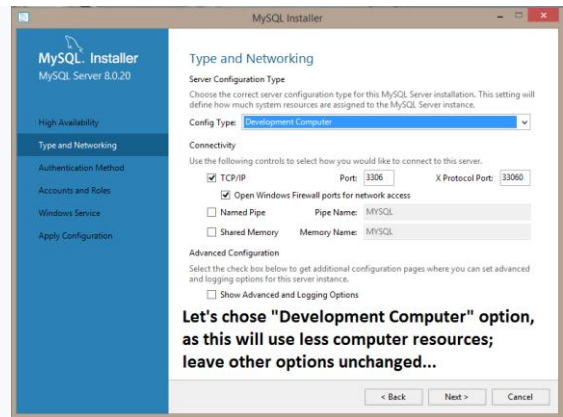 MySQL Installer
MySQL. Installer
MySQL Server 8.0.20
High Availability
Type and Networking
Authentication Method
Accounts and Roles
Windows Service
Apply Configuration
Type and Networking
Server Configuration Type
Choose the correct server configuration type for this MySQL Server installation. This setting will
define how much system resources are assigned to the MySQL Server instance.
Config Type: Development Computer
Connectivity
Use the following controls to select how you would like to connect to this server.
TCP/IP Port: 3306 X Protocol Port: 33060
Open Windows Firewall ports for network access
Named Pipe Pipe Name: MYSQL
Shared Memory Memory Name: MYSQL
Advanced Configuration
Select the check box below to get additional configuration pages where you can set advanced
and logging options for this server instance.
Show Advanced and Logging Options
Let's chose "Development Computer" option,
as this will use less computer resources;
leave other options unchanged...
< Back Next > Cancel